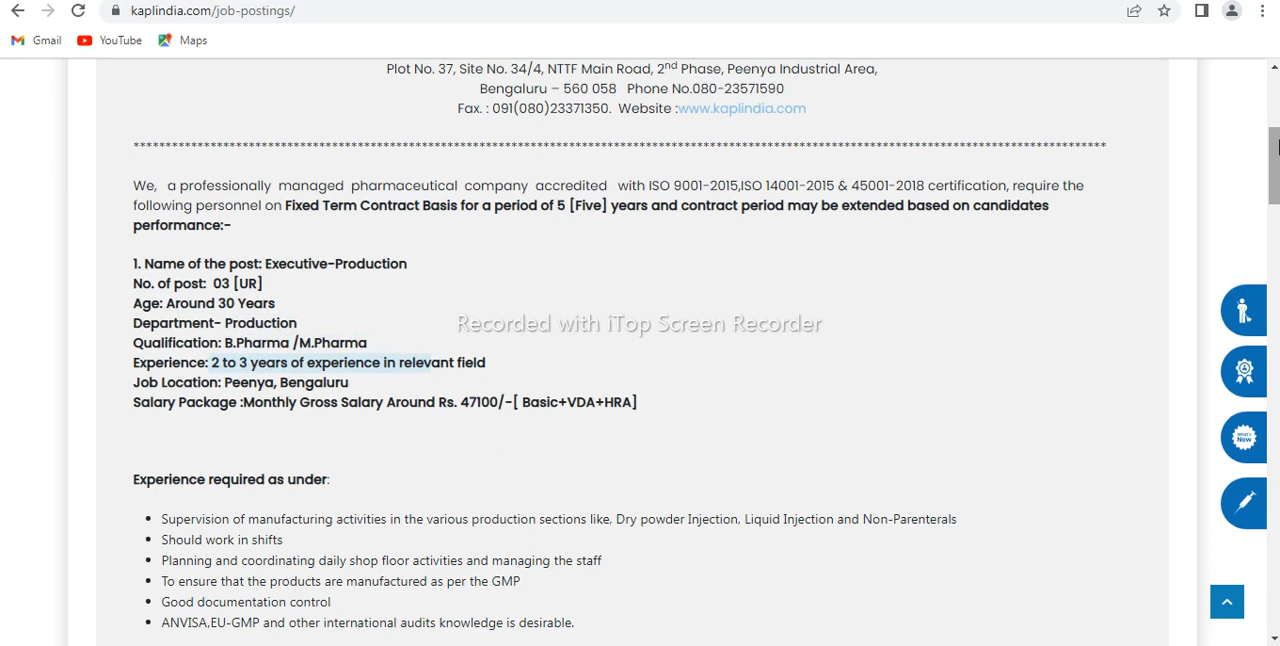 kaplindia.com/job-postings/
Gmail YouTube Maps
Plot No. 37, Site No. 34/4, NTTF Main Road, 2nd Phase, Peenya Industrial Area,
Bengaluru – 560 058 Phone No.080-23571590
Fax. : 091(080)23371350. Website :www.kaplindia.com
**********************************************************************************************************************************************************
We, a professionally managed pharmaceutical company accredited with ISO 9001-2015,ISO 14001-2015 & 45001-2018 certification, require the
following personnel on Fixed Term Contract Basis for a period of 5 [Five] years and contract period may be extended based on candidates
performance:-
1. Name of the post: Executive-Production
No. of post: 03 [UR]
Age: Around 30 Years
Department- Production
Recorded with iTop Screen Recorder
Qualification: B.Pharma /M.Pharma
Experience: 2 to 3 years of experience in relevant field
Job Location: Peenya, Bengaluru
Salary Package :Monthly Gross Salary Around Rs. 47100/-[ Basic+VDA+HRA]
What's
New
Experience required as under:
Supervision of manufacturing activities in the various production sections like, Dry powder Injection, Liquid Injection and Non-Parenterals
Should work in shifts
Planning and coordinating daily shop floor activities and managing the staff
To ensure that the products are manufactured as per the GMP
Good documentation control
ANVISA,EU-GMP and other international audits knowledge is desirable.